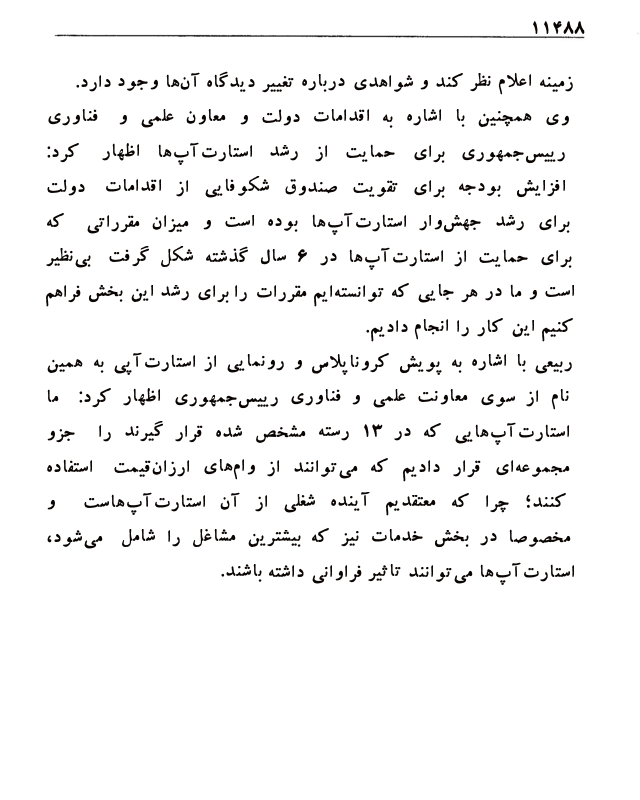 ۱۱۴۸۸
زمینه اعلام نظر کند و شواهدی درباره تغییر دیدگاه آن‌ها وجود دارد.
وی همچنین با اشاره به اقدامات دولت و معاون علمی و فناوری
رییس‌جمهوری برای حمایت از رشد استارت‌آپ‌ها اظهار کرد:
افزایش بودجه برای تقویت صندوق شکوفایی از اقدامات دولت
برای رشد جهش‌وار استارت‌آپ‌ها بوده است و میزان مقرراتی که
برای حمایت از استارت‌آپ‌ها در ۶ سال گذشته شکل گرفت بی‌نظیر
است و ما در هر جایی که توانسته‌ایم مقررات را برای رشد این بخش فراهم
کنیم این کار را انجام دادیم.
ربیعی با اشاره به پویش کروناپلاس و رونمایی از استارت‌آپی به همین
نام از سوی معاونت علمی و فناوری رییس‌جمهوری اظهار کرد: ما
استارت‌آپ‌هایی که در ۱۳ رسته مشخص شده قرار گیرند را جزو
مجموعه‌ای قرار دادیم که می‌توانند از وام‌های ارزان‌قیمت استفاده
کنند؛ چرا که معتقدیم آینده شغلی از آن استارت‌آپ‌هاست و
مخصوصا در بخش خدمات نیز که بیشترین مشاغل را شامل می‌شود،
استارت‌آپ‌ها می‌توانند تاثیر فراوانی داشته باشند.